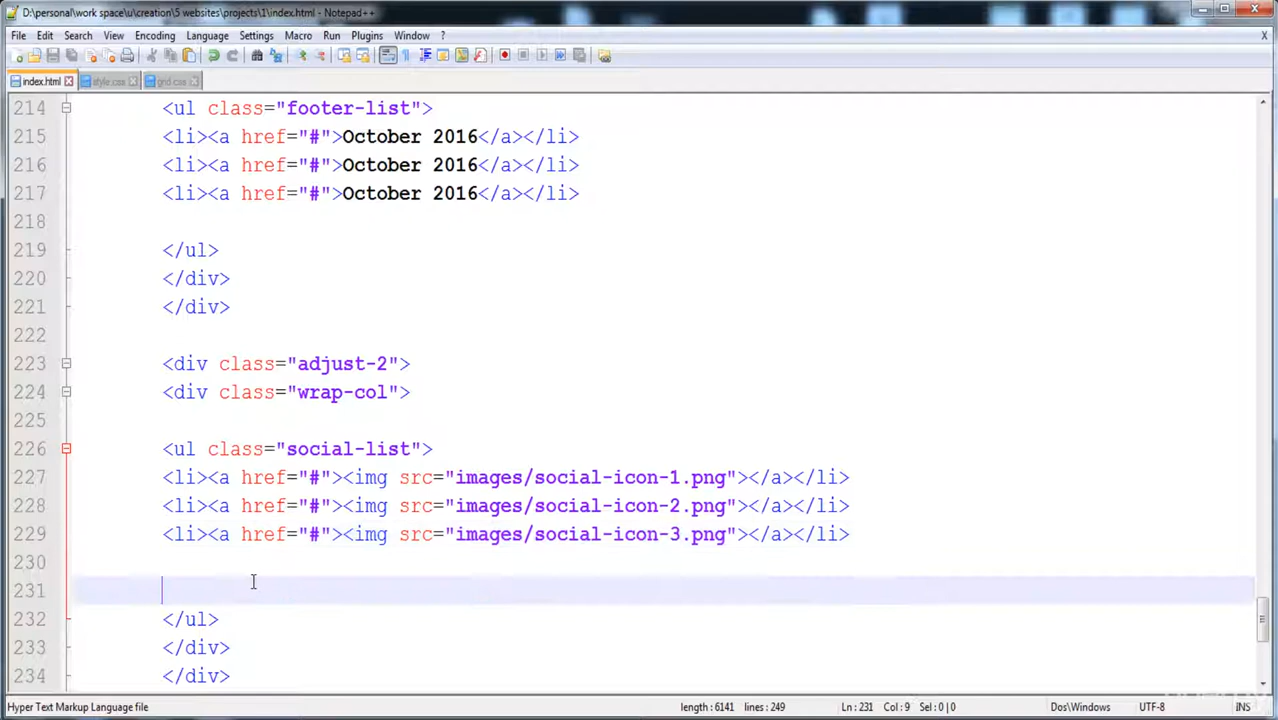 D:\personal\work space\u\creation\5 websites\projects\1\index.html - Notepad++
File Edit Search View Encoding Language Settings Macro Run Plugins Window ? X
index.html style.css grid.css
214 <ul class="footer-list">
215 <li><a href="#">October 2016</a></li>
216 <li><a href="#">October 2016</a></li>
217 <li><a href="#">October 2016</a></li>
218
219 </ul>
220 </div>
221 </div>
222
223 <div class="adjust-2">
224 <div class="wrap-col">
225
226 <ul class="social-list">
227 <li><a href="#"><img src="images/social-icon-1.png"></a></li>
228 <li><a href="#"><img src="images/social-icon-2.png"></a></li>
229 <li><a href="#"><img src="images/social-icon-3.png"></a></li>
230
231
232 </ul>
233 </div>
234 </div>
Hyper Text Markup Language file length : 6141 lines : 249 Ln : 231 Col : 9 Sel : 0 | 0 Dos\Windows UTF-8 INS